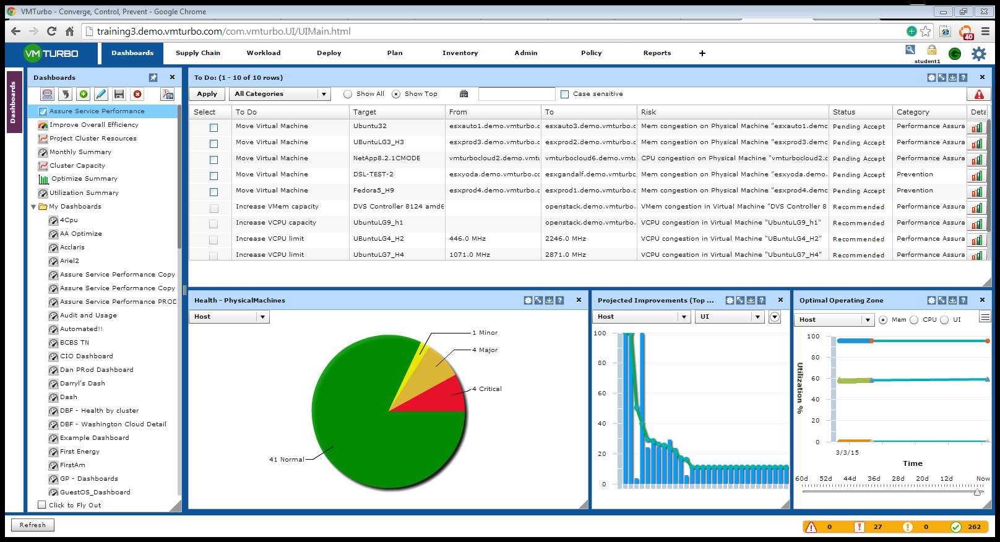 VMTurbo - Converge, Control, Prevent - Google Chrome
training3.demo.vmturbo.com/com.vmturbo.UI/UIMain.html
40
VMTURBO Dashboards Supply Chain Workload Deploy Plan Inventory Admin Policy Reports +
student1
Dashboards
Dashboards
Assure Service Performance
Improve Overall Efficiency
Project Cluster Resources
Monthly Summary
Cluster Capacity
Optimize Summary
Utilization Summary
My Dashboards
4Cpu
AA Optimize
Acclaris
Ariel2
Assure Service Performance Copy
Assure Service Performance Copy
Assure Service Performance PROD
Audit and Usage
Automated!!
BCBS TN
CIO Dashboard
Dan PRod Dashboard
Darryl's Dash
Dash
DBF - Health by cluster
DBF - Washington Cloud Detail
Example Dashboard
First Energy
FirstAm
GP - Dashboards
GuestOS_Dashboard
Click to Fly Out
To Do: (1 - 10 of 10 rows)
Apply All Categories Show All Show Top Case sensitive
Select To Do Target From To Risk Status Category Deta
Move Virtual Machine Ubuntu32 esxauto1.demo.vmturbo.c esxauto3.demo.vmturbo.c Mem congestion on Physical Machine "esxauto1.demo Pending Accept Performance Assura
Move Virtual Machine UBuntuLG3_H3 esxprod3.demo.vmturbo.c esxprod2.demo.vmturbo.c Mem congestion on Physical Machine "esxprod3.demo Pending Accept Performance Assura
Move Virtual Machine NetApp8.2.1CMODE vmturbocloud2.demo.vmtu vmturbocloud6.demo.vmtu CPU congestion on Physical Machine "vmturbocloud2.d Pending Accept Performance Assura
Move Virtual Machine DSL-TEST-2 esxyoda.demo.vmturbo.co esxgandalf.demo.vmturbo Mem congestion on Physical Machine "esxyoda.demo. Pending Accept Prevention
Move Virtual Machine Fedora5_H9 esxprod4.demo.vmturbo.c esxprod1.demo.vmturbo.c Mem congestion on Physical Machine "esxprod4.demo Pending Accept Prevention
Increase VMem capacity DVS Controller 8124 amd6 openstack.demo.vmturbo. VMem congestion in Virtual Machine "DVS Controller 8 Recommended Performance Assura
Increase VCPU capacity UbuntuLG9_h1 openstack.demo.vmturbo. VCPU congestion in Virtual Machine "UbuntuLG9_h1" Recommended Performance Assura
Increase VCPU limit UBuntuLG4_H2 446.0 MHz 2246.0 MHz VCPU congestion in Virtual Machine "UBuntuLG4_H2" Recommended Performance Assura
Increase VCPU limit UbuntuLG7_H4 1071.0 MHz 2871.0 MHz VCPU congestion in Virtual Machine "UbuntuLG7_H4" Recommended Performance Assura
Health - PhysicalMachines
Host
1 Minor
4 Major
4 Critical
41 Normal
Projected Improvements (Top ...
Host UI
100
80
60
40
20
0
Optimal Operating Zone
Host Mem CPU UI
Utilization %
100
80
60
40
20
0
3/3/15
Time
60d 52d 44d 36d 28d 20d 12d Now
Refresh
0 27 0 262